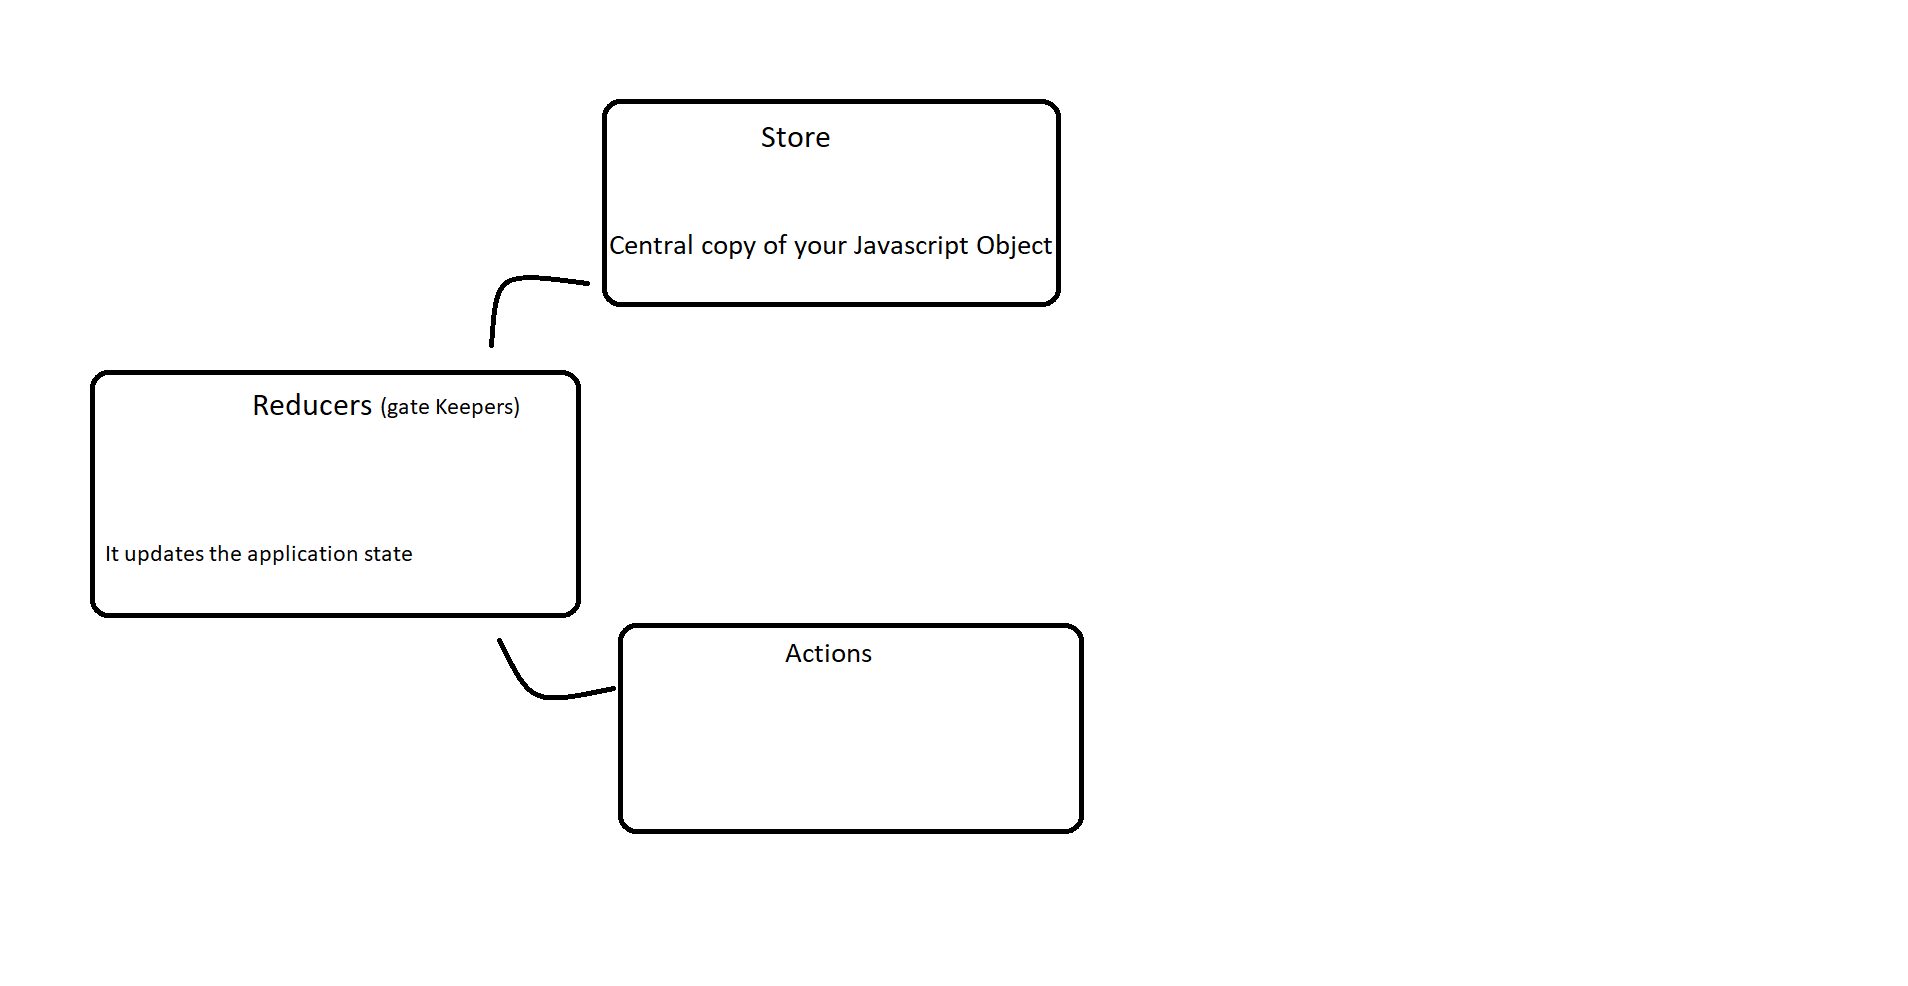 Store
Central copy of your Javascript Object
Reducers (gate Keepers)
It updates the application state
Actions